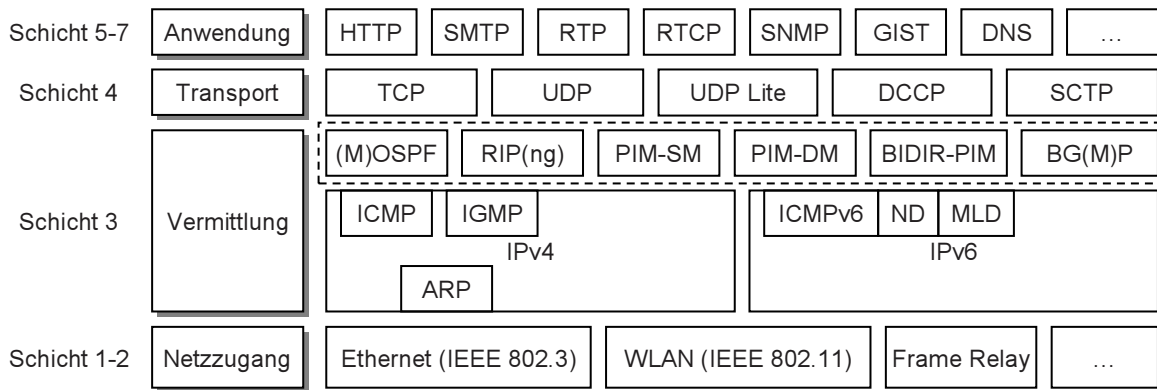 Schicht 5-7 Anwendung HTTP SMTP RTP RTCP SNMP GIST DNS …
Schicht 4 Transport TCP UDP UDP Lite DCCP SCTP
(M)OSPF RIP(ng) PIM-SM PIM-DM BIDIR-PIM BG(M)P
Schicht 3 Vermittlung ICMP IGMP ICMPv6 ND MLD
IPv4 IPv6
ARP
Schicht 1-2 Netzzugang Ethernet (IEEE 802.3) WLAN (IEEE 802.11) Frame Relay …